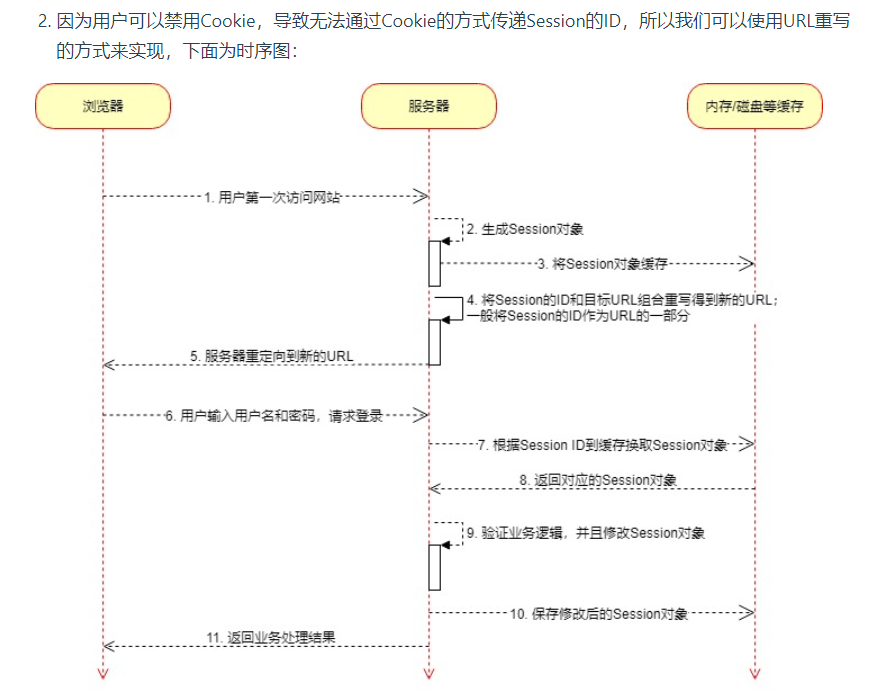 2. 因为用户可以禁用Cookie，导致无法通过Cookie的方式传递Session的ID，所以我们可以使用URL重写
的方式来实现，下面为时序图：
浏览器
服务器
内存/磁盘等缓存
1. 用户第一次访问网站
2. 生成Session对象
3. 将Session对象缓存
4. 将Session的ID和目标URL组合重写得到新的URL；
一般将Session的ID作为URL的一部分
5. 服务器重定向到新的URL
6. 用户输入用户名和密码，请求登录
7. 根据Session ID到缓存换取Session对象
8. 返回对应的Session对象
9. 验证业务逻辑，并且修改Session对象
10. 保存修改后的Session对象
11. 返回业务处理结果